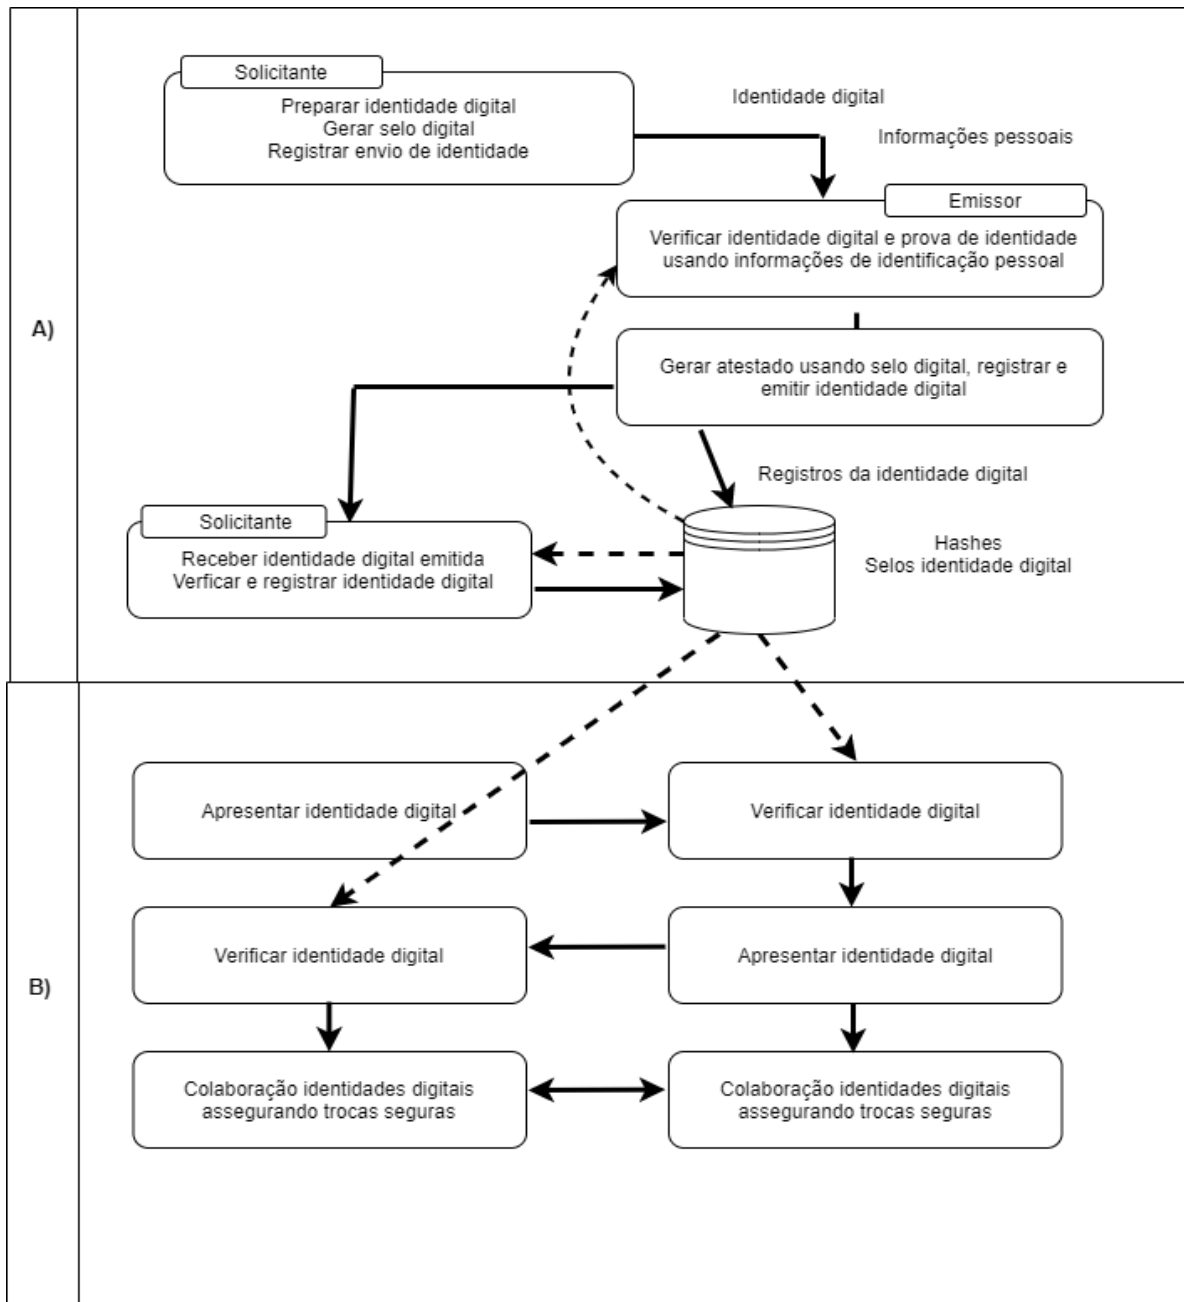 A)
Solicitante
Preparar identidade digital
Gerar selo digital
Registrar envio de identidade
Identidade digital
Informações pessoais
Emissor
Verificar identidade digital e prova de identidade
usando informações de identificação pessoal
Gerar atestado usando selo digital, registrar e
emitir identidade digital
Registros da identidade digital
Solicitante
Receber identidade digital emitida
Verficar e registrar identidade digital
Hashes
Selos identidade digital
B)
Apresentar identidade digital
Verificar identidade digital
Verificar identidade digital
Apresentar identidade digital
Colaboração identidades digitais
assegurando trocas seguras
Colaboração identidades digitais
assegurando trocas seguras